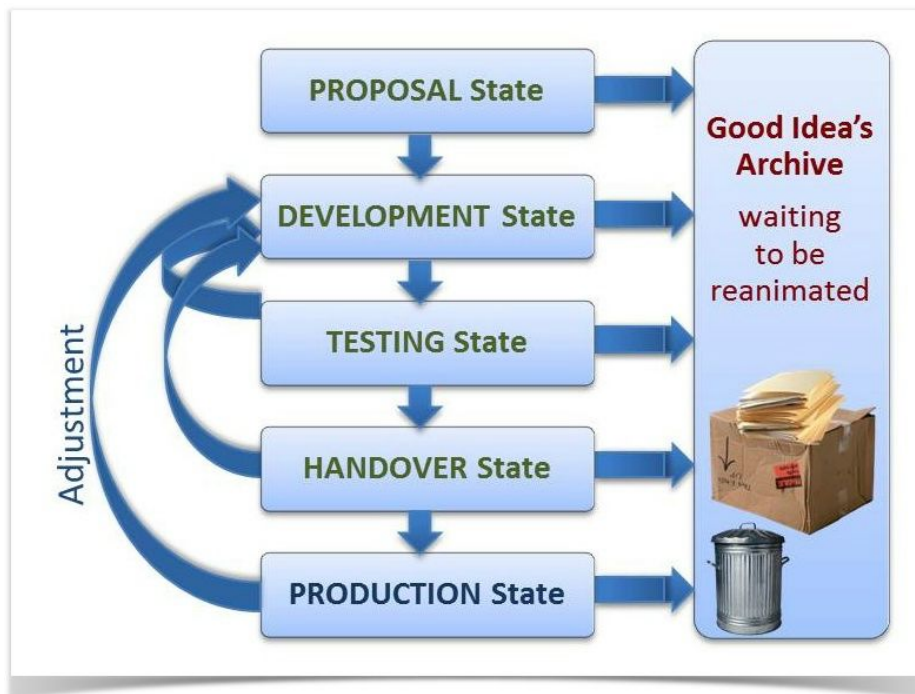 PROPOSAL State
DEVELOPMENT State
TESTING State
HANDOVER State
PRODUCTION State
Adjustment
Good Idea's
Archive
waiting
to be
reanimated